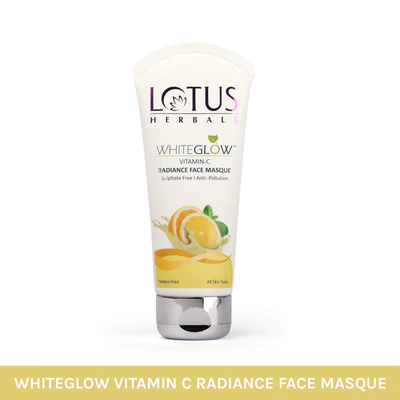 LOTUS
HERBALS
WHITEGLOW™
VITAMIN-C
RADIANCE FACE MASQUE
Sulphate Free I Anti- Pollution
Paraben-Free All Skin Types
WHITEGLOW VITAMIN C RADIANCE FACE MASQUE